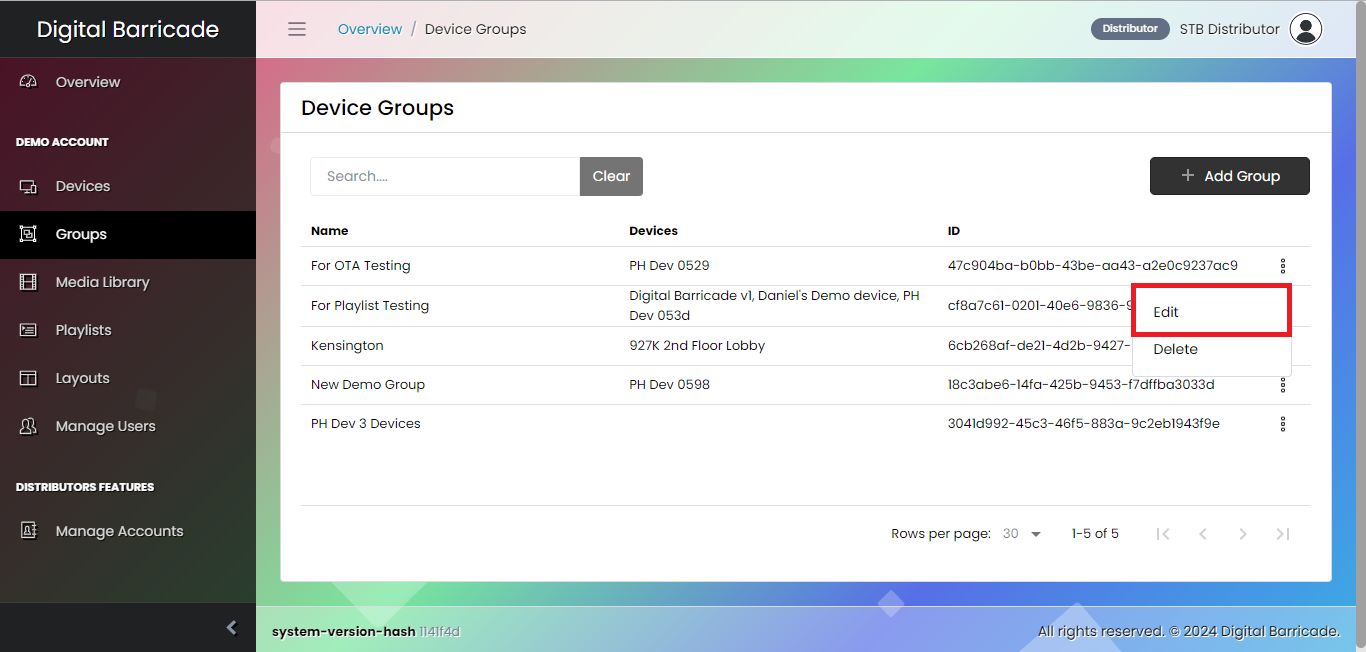 Digital Barricade
Overview / Device Groups
Distributor STB Distributor
Overview
DEMO ACCOUNT
Devices
Groups
Media Library
Playlists
Layouts
Manage Users
DISTRIBUTORS FEATURES
Manage Accounts
Device Groups
Search.... Clear
Add Group
Name Devices ID
For OTA Testing PH Dev 0529 47c904ba-b0bb-43be-aa43-a2e0c9237ac9
For Playlist Testing Digital Barricade v1, Daniel's Demo device, PH
Dev 053d cf8a7c61-0201-40e6-9836-9
Edit
Kensington 927K 2nd Floor Lobby 6cb268af-de21-4d2b-9427-
Delete
New Demo Group PH Dev 0598 18c3abe6-14fa-425b-9453-f7dffba3033d
PH Dev 3 Devices 3041d992-45c3-46f5-883a-9c2eb1943f9e
Rows per page: 30 1-5 of 5
system-version-hash 1141f4d
All rights reserved. © 2024 Digital Barricade.